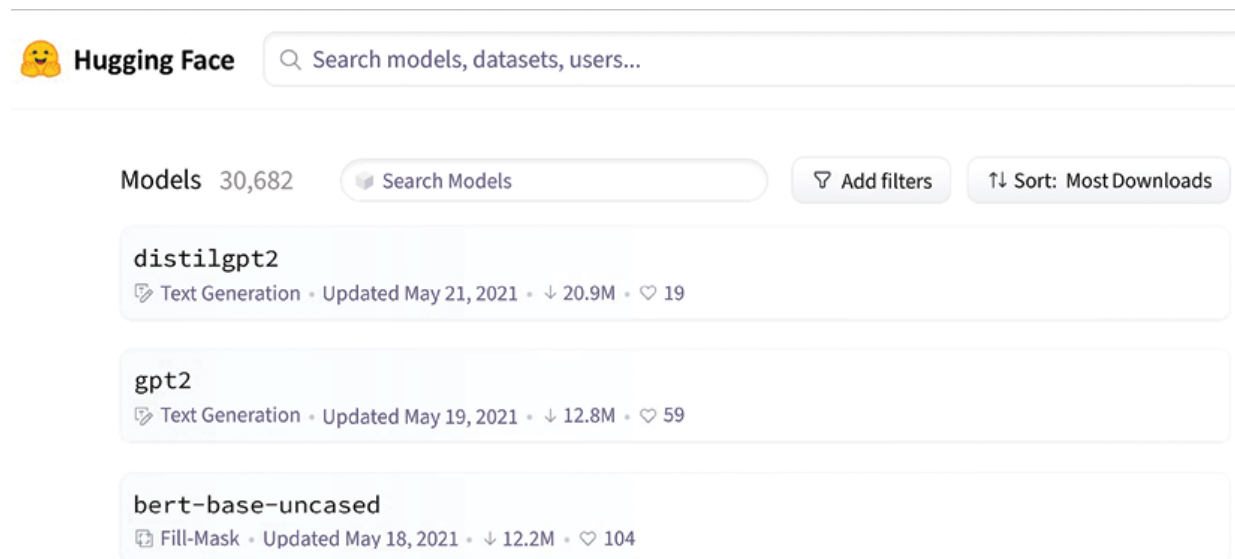 Hugging Face Search models, datasets, users...
Models 30,682 Search Models Add filters ↑↓ Sort: Most Downloads
distilgpt2
Text Generation • Updated May 21, 2021 • ↓ 20.9M • ♡ 19
gpt2
Text Generation • Updated May 19, 2021 • ↓ 12.8M • ♡ 59
bert-base-uncased
Fill-Mask • Updated May 18, 2021 • ↓ 12.2M • ♡ 104